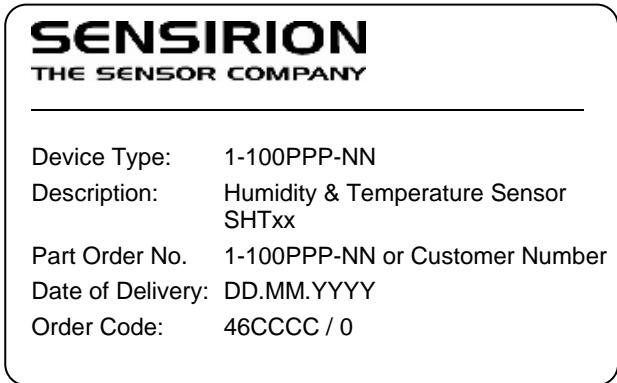 SENSIRION
THE SENSOR COMPANY
Device Type: 1-100PPP-NN
Description: Humidity & Temperature Sensor
SHTxx
Part Order No. 1-100PPP-NN or Customer Number
Date of Delivery: DD.MM.YYYY
Order Code: 46CCCC / 0